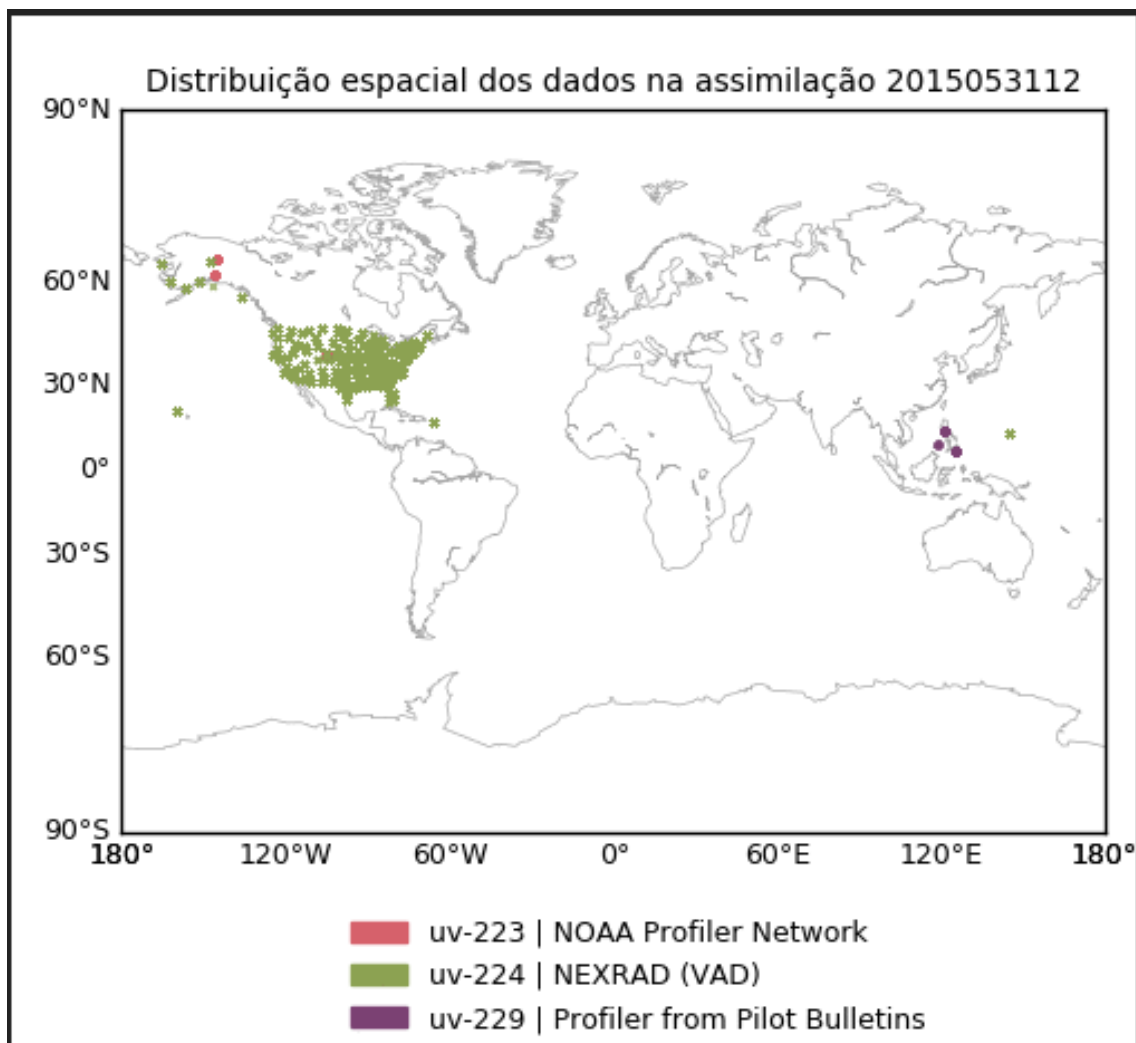 Distribuição espacial dos dados na assimilação 2015053112
90°N
60°N
30°N
0°
30°S
60°S
90°S
180° 120°W 60°W 0° 60°E 120°E 180°
uv-223 | NOAA Profiler Network
uv-224 | NEXRAD (VAD)
uv-229 | Profiler from Pilot Bulletins